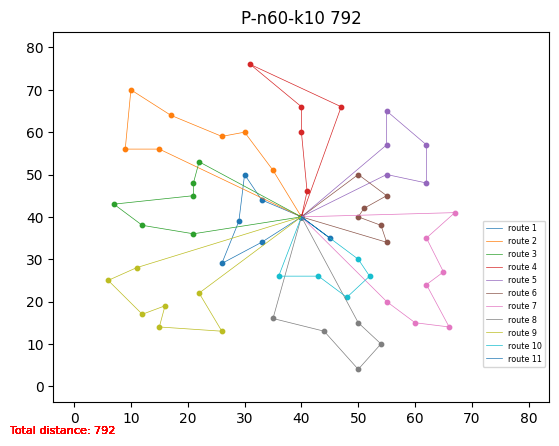 P-n60-k10 792
80
70
60
50
40
30
20
10
0
route 1
route 2
route 3
route 4
route 5
route 6
route 7
route 8
route 9
route 10
route 11
0 10 20 30 40 50 60 70 80
Total distance: 792